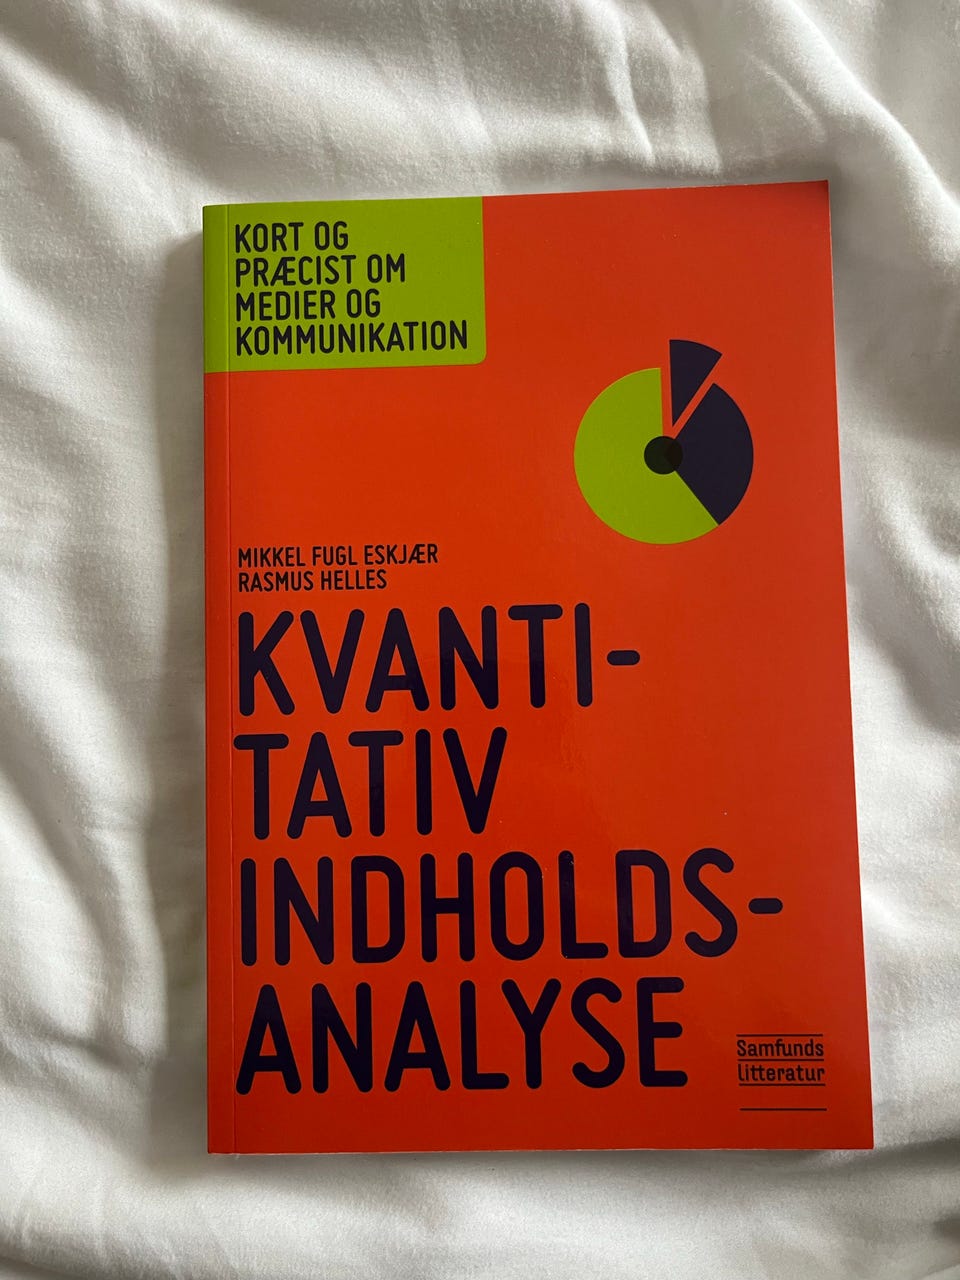 KORT OG
PRÆCIST OM
MEDIER OG
KOMMUNIKATION
MIKKEL FUGL ESKJÆR
RASMUS HELLES
KVANTI-
TATIV
INDHOLDS-
ANALYSE
Samfunds
litteratur